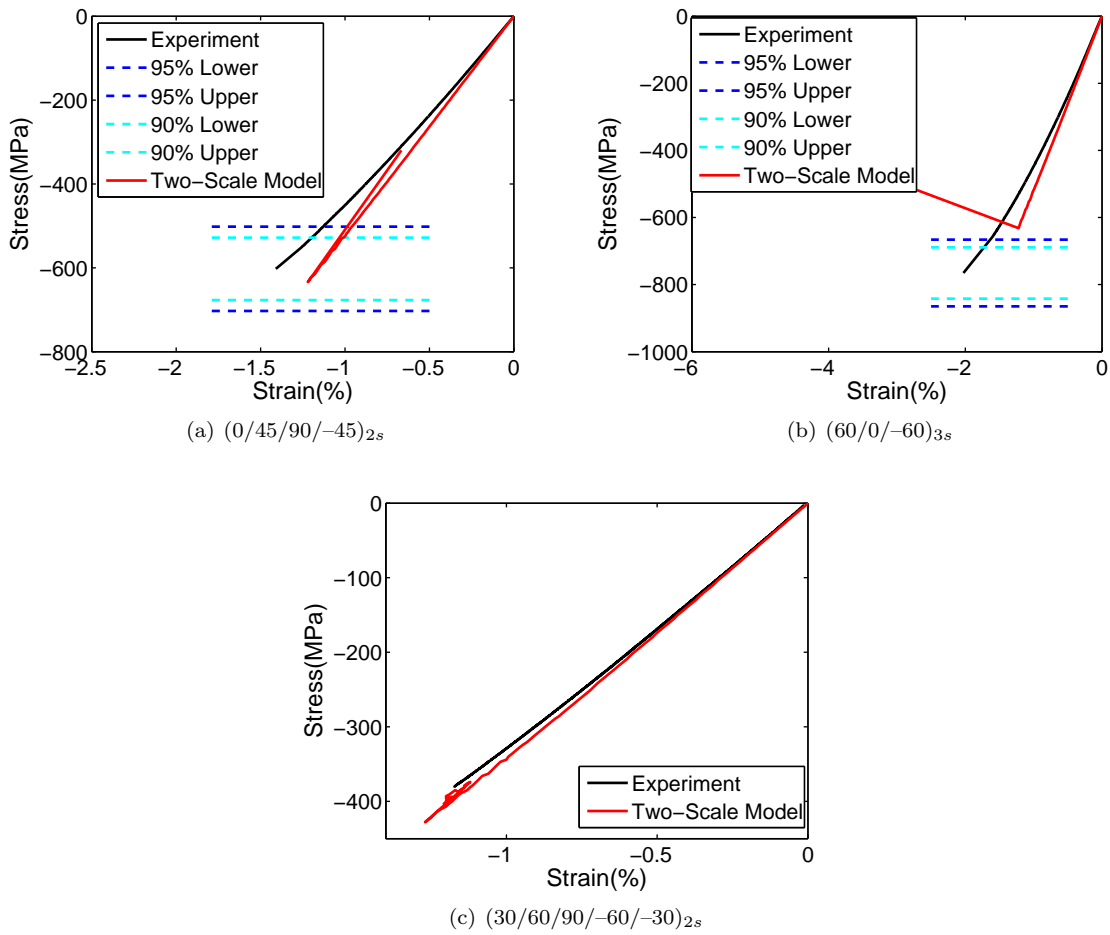 0
−200
−400
−600
−800
Stress(MPa)
Experiment
95% Lower
95% Upper
90% Lower
90% Upper
Two−Scale Model
−2.5
−2
−1.5
−1
−0.5
0
Strain(%)
(a) (0/45/90/–45)2s
0
−200
−400
−600
−800
−1000
Stress(MPa)
Experiment
95% Lower
95% Upper
90% Lower
90% Upper
Two−Scale Model
−6
−4
−2
0
Strain(%)
(b) (60/0/–60)3s
0
−100
−200
−300
−400
Stress(MPa)
Experiment
Two−Scale Model
−1
−0.5
0
Strain(%)
(c) (30/60/90/–60/–30)2s